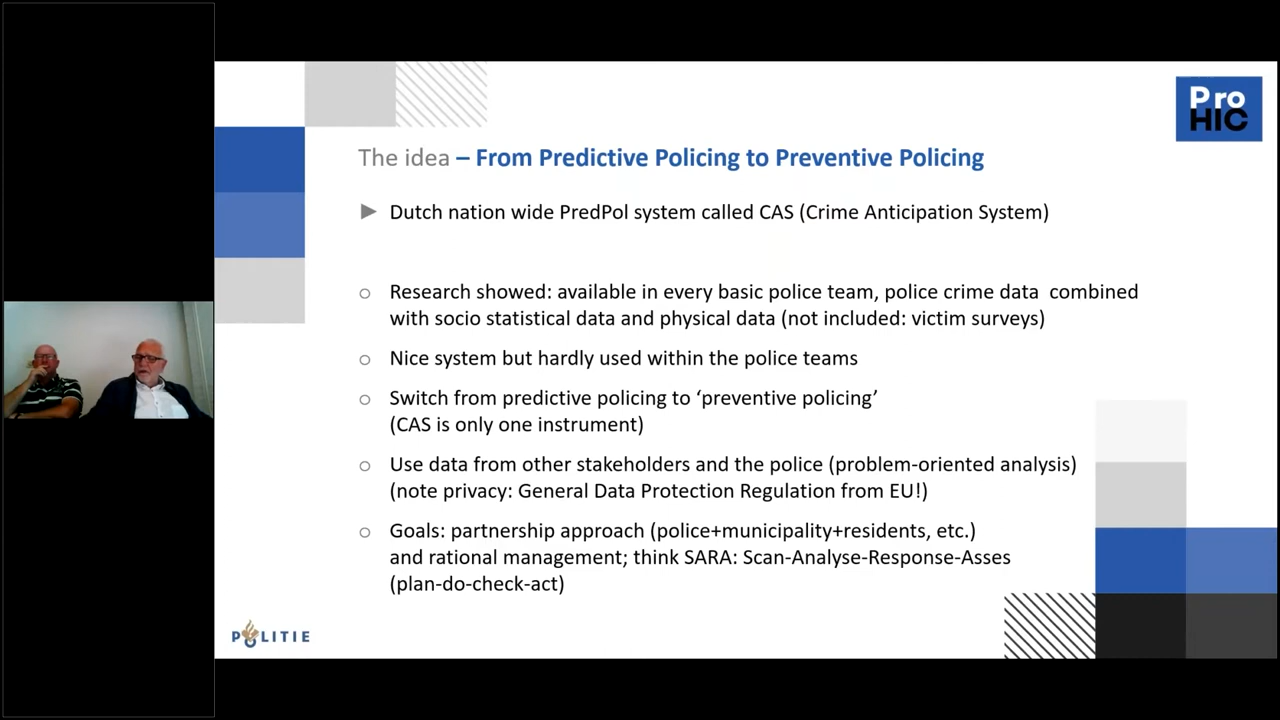 Pro
HIC
The idea – From Predictive Policing to Preventive Policing
Dutch nation wide PredPol system called CAS (Crime Anticipation System)
Research showed: available in every basic police team, police crime data combined
with socio statistical data and physical data (not included: victim surveys)
Nice system but hardly used within the police teams
Switch from predictive policing to ‘preventive policing’
(CAS is only one instrument)
Use data from other stakeholders and the police (problem-oriented analysis)
(note privacy: General Data Protection Regulation from EU!)
Goals: partnership approach (police+municipality+residents, etc.)
and rational management; think SARA: Scan-Analyse-Response-Asses
(plan-do-check-act)
POLITIE